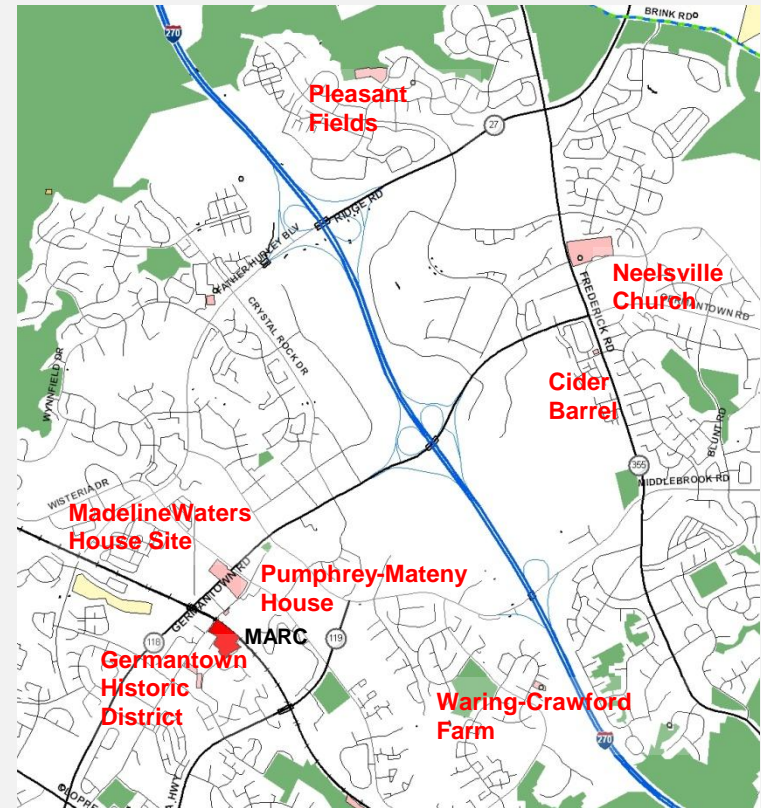 BRINK RD
270
Pleasant
Fields
27
E RIDGE RD
FATHER HURLEY BLV
Neelsville
Church
GERMANTOWN RD
FREDERICK RD
CRYSTAL ROCK DR
WYNNFIELD DR
Cider
Barrel
BLUNT RD
355
MIDDLEBROOK RD
WISTERIA DR
MadelineWaters
House Site
GERMANTOWN RD
Pumphrey-Mateny
House
MARC
118
119
Germantown
Historic
District
Waring-Crawford
Farm
270
A HWY